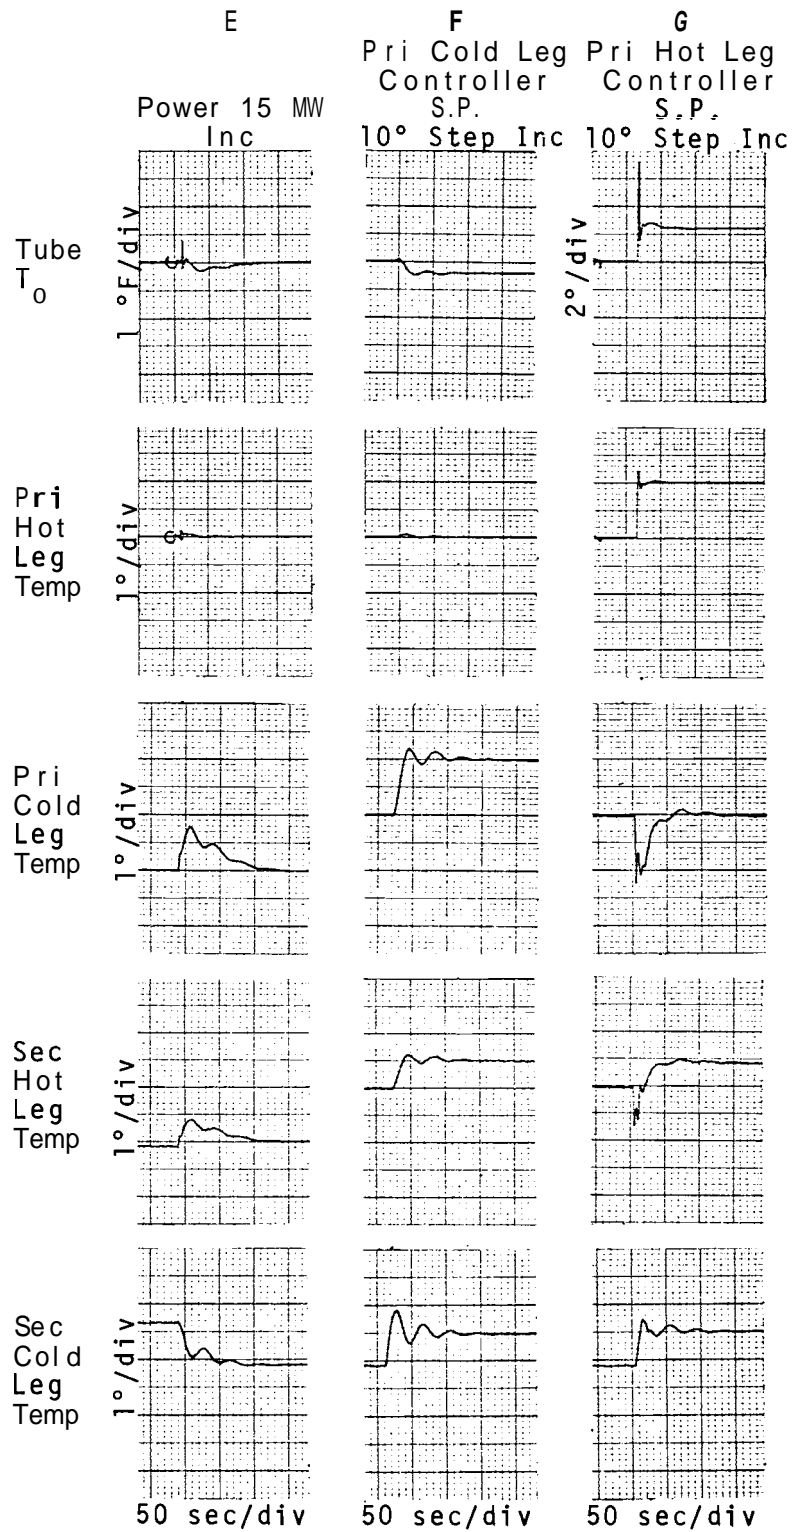 E
F
G
Power 15 MW
Inc
Pri Cold Leg
Controller
S.P.
10° Step Inc
Pri Hot Leg
Controller
S.P.
10° Step Inc
Tube
To
1°F/div
2°/div
Pri
Hot
Leg
Temp
1°/div
Pri
Cold
Leg
Temp
1°/div
Sec
Hot
Leg
Temp
1°/div
Sec
Cold
Leg
Temp
1°/div
50 sec/div
50 sec/div
50 sec/div